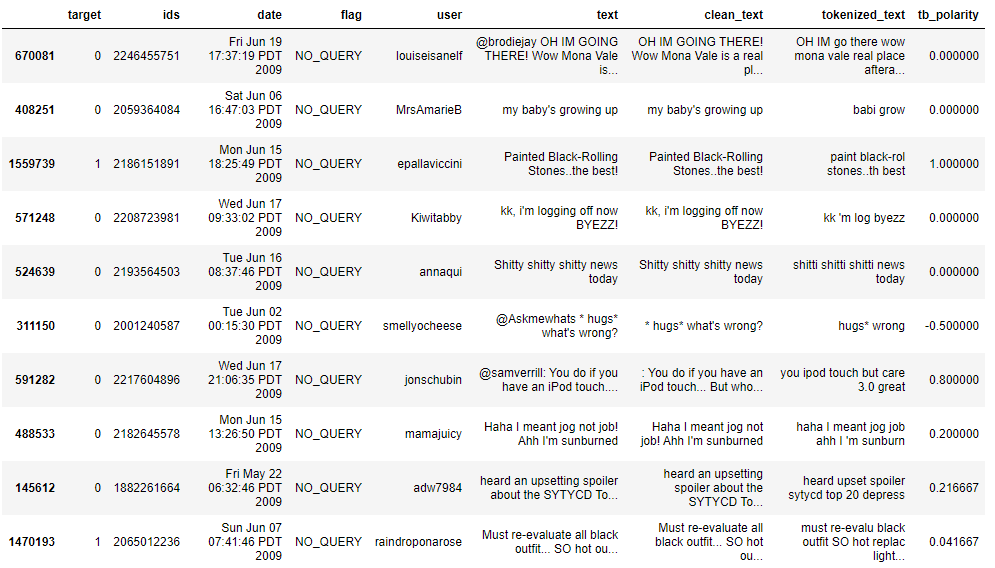 target ids date flag user text clean_text tokenized_text tb_polarity
670081 0 2246455751 Fri Jun 19 17:37:19 PDT 2009 NO_QUERY louiseisanelf @brodiejay OH IM GOING THERE! Wow Mona Vale is... OH IM GOING THERE! Wow Mona Vale is a real pl... OH IM go there wow mona vale real place aftera... 0.000000
408251 0 2059364084 Sat Jun 06 16:47:03 PDT 2009 NO_QUERY MrsAmarieB my baby's growing up my baby's growing up babi grow 0.000000
1559739 1 2186151891 Mon Jun 15 18:25:49 PDT 2009 NO_QUERY epallaviccini Painted Black-Rolling Stones..the best! Painted Black-Rolling Stones..the best! paint black-rol stones..th best 1.000000
571248 0 2208723981 Wed Jun 17 09:33:02 PDT 2009 NO_QUERY Kiwitabby kk, i'm logging off now BYEZZ! kk, i'm logging off now BYEZZ! kk 'm log byezz 0.000000
524639 0 2193564503 Tue Jun 16 08:37:46 PDT 2009 NO_QUERY annaqui Shitty shitty shitty news today Shitty shitty shitty news today shitti shitti shitti news today 0.000000
311150 0 2001240587 Tue Jun 02 00:15:30 PDT 2009 NO_QUERY smellyocheese @Askmewhats * hugs* what's wrong? * hugs* what's wrong? hugs* wrong -0.500000
591282 0 2217604896 Wed Jun 17 21:06:35 PDT 2009 NO_QUERY jonschubin @samverrill: You do if you have an iPod touch.... : You do if you have an iPod touch... But who... you ipod touch but care 3.0 great 0.800000
488533 0 2182645578 Mon Jun 15 13:26:50 PDT 2009 NO_QUERY mamajuicy Haha I meant jog not job! Ahh I'm sunburned Haha I meant jog not job! Ahh I'm sunburned haha I meant jog job ahh I 'm sunburn 0.200000
145612 0 1882261664 Fri May 22 06:32:46 PDT 2009 NO_QUERY adw7984 heard an upsetting spoiler about the SYTYCD To... heard an upsetting spoiler about the SYTYCD To... heard upset spoiler sytycd top 20 depress 0.216667
1470193 1 2065012236 Sun Jun 07 07:41:46 PDT 2009 NO_QUERY raindroponarose Must re-evaluate all black outfit... SO hot ou... Must re-evaluate all black outfit... SO hot ou... must re-evalu black outfit SO hot replac light... 0.041667